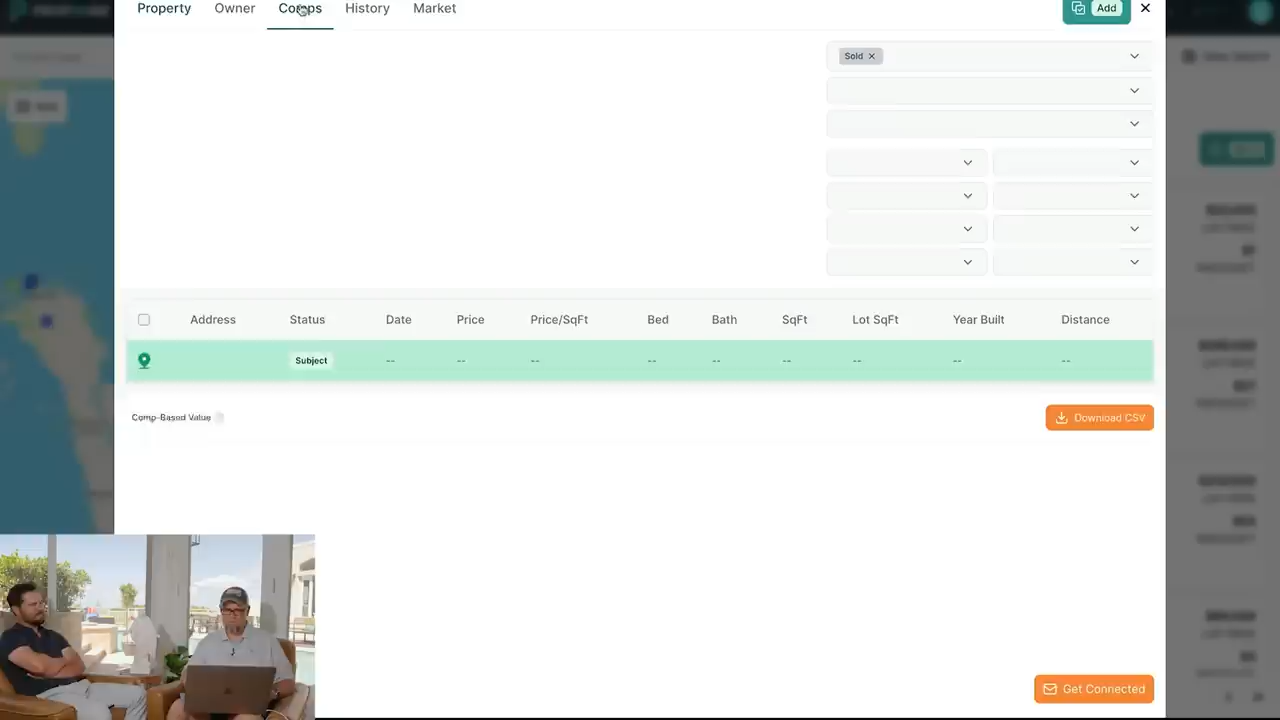 Property Owner Comps History Market Add
Sold
Address Status Date Price Price/SqFt Bed Bath SqFt Lot SqFt Year Built Distance
Subject -- -- -- -- -- -- -- -- --
Comp-Based Value Download CSV
Get Connected